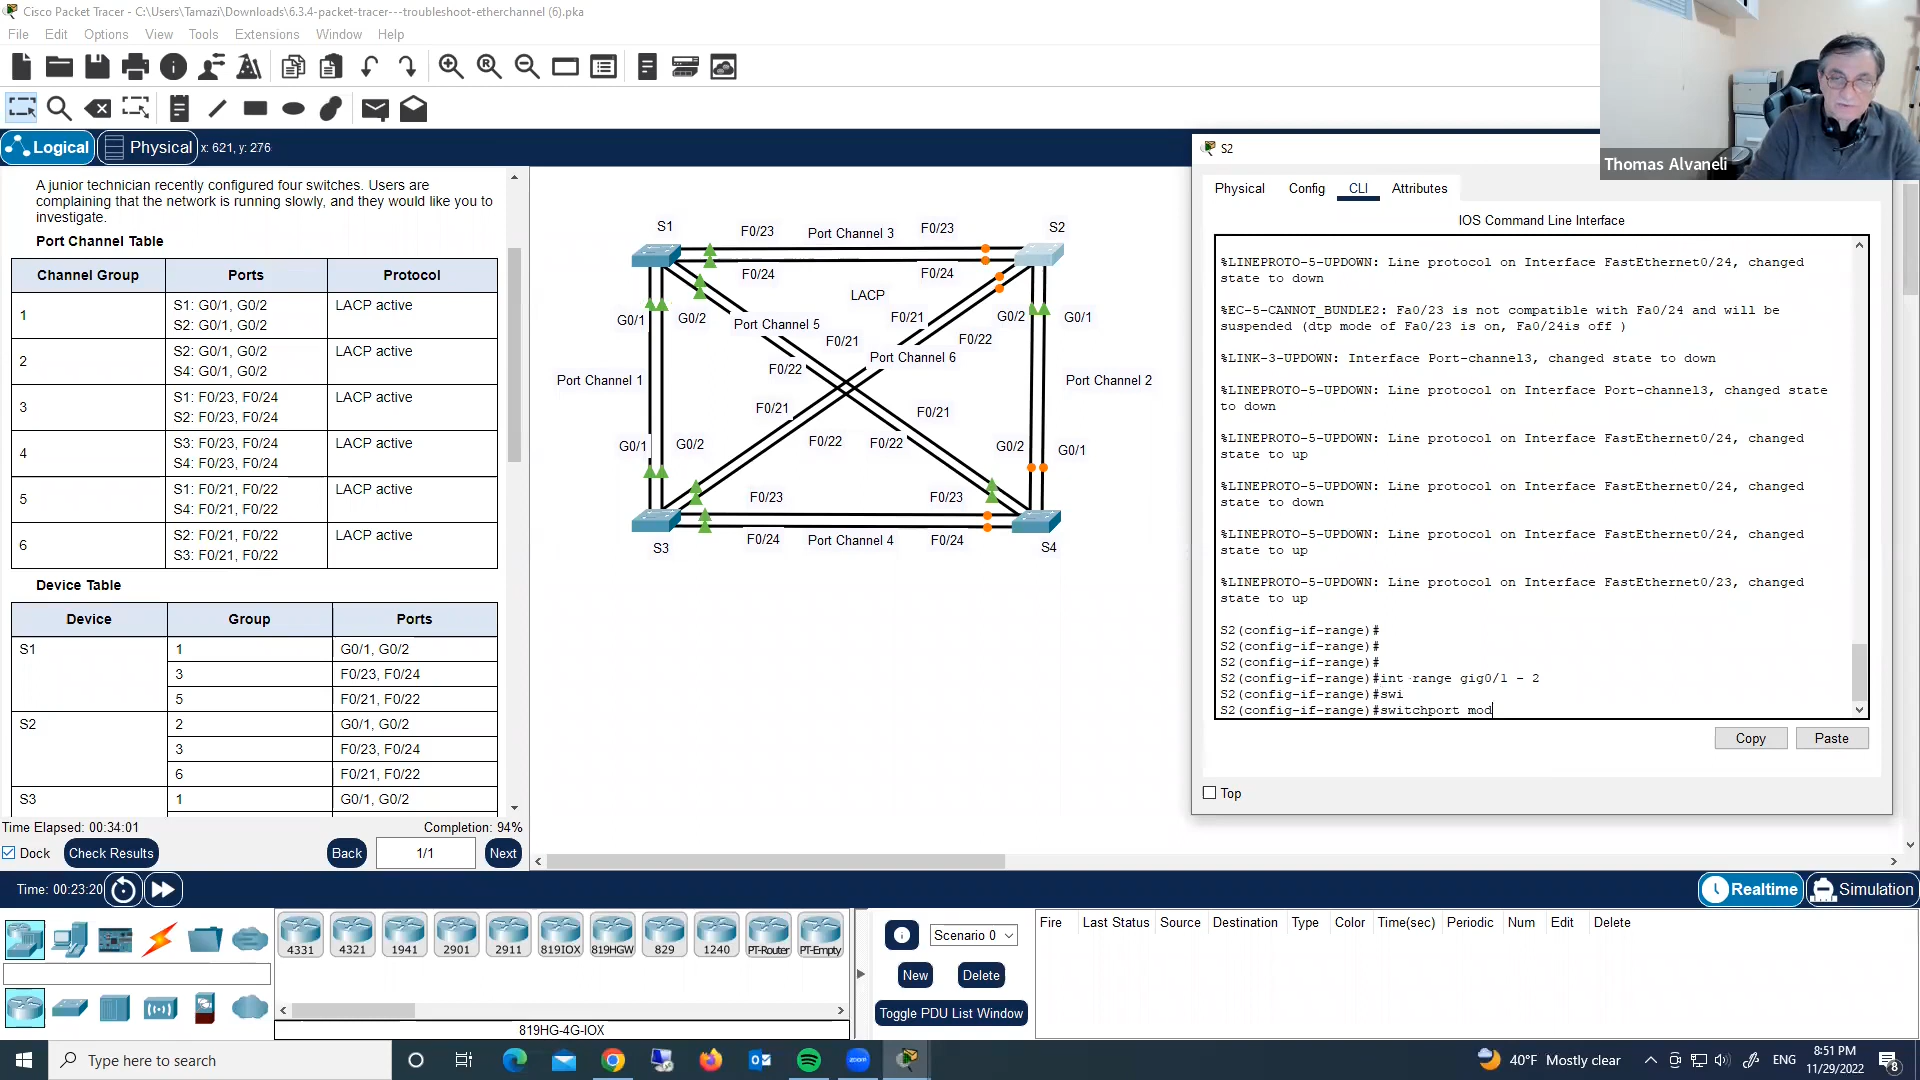 Cisco Packet Tracer - C:\Users\Tamazi\Downloads\6.3.4-packet-tracer---troubleshoot-etherchannel (6).pka
File Edit Options View Tools Extensions Window Help
Thomas Alvaneli
Logical Physical x: 621, y: 276
A junior technician recently configured four switches. Users are
complaining that the network is running slowly, and they would like you to
investigate.
Port Channel Table
Channel Group Ports Protocol
1 S1: G0/1, G0/2 LACP active
S2: G0/1, G0/2
2 S2: G0/1, G0/2 LACP active
S4: G0/1, G0/2
3 S1: F0/23, F0/24 LACP active
S2: F0/23, F0/24
4 S3: F0/23, F0/24 LACP active
S4: F0/23, F0/24
5 S1: F0/21, F0/22 LACP active
S4: F0/21, F0/22
6 S2: F0/21, F0/22 LACP active
S3: F0/21, F0/22
Device Table
Device Group Ports
S1 1 G0/1, G0/2
3 F0/23, F0/24
5 F0/21, F0/22
S2 2 G0/1, G0/2
3 F0/23, F0/24
6 F0/21, F0/22
S3 1 G0/1, G0/2
Time Elapsed: 00:34:01 Completion: 94%
Dock Check Results Back 1/1 Next
S1 F0/23 Port Channel 3 F0/23 S2
F0/24 F0/24
LACP
G0/1 G0/2 Port Channel 5 F0/21 G0/2 G0/1
F0/21 F0/22
F0/22 Port Channel 6
Port Channel 1 Port Channel 2
F0/21 F0/21
G0/1 G0/2 F0/22 F0/22 G0/2 G0/1
F0/23 F0/23
S3 F0/24 Port Channel 4 F0/24 S4
S2
Physical Config CLI Attributes
IOS Command Line Interface
%LINEPROTO-5-UPDOWN: Line protocol on Interface FastEthernet0/24, changed
state to down
%EC-5-CANNOT_BUNDLE2: Fa0/23 is not compatible with Fa0/24 and will be
suspended (dtp mode of Fa0/23 is on, Fa0/24is off )
%LINK-3-UPDOWN: Interface Port-channel3, changed state to down
%LINEPROTO-5-UPDOWN: Line protocol on Interface Port-channel3, changed state
to down
%LINEPROTO-5-UPDOWN: Line protocol on Interface FastEthernet0/24, changed
state to up
%LINEPROTO-5-UPDOWN: Line protocol on Interface FastEthernet0/24, changed
state to down
%LINEPROTO-5-UPDOWN: Line protocol on Interface FastEthernet0/24, changed
state to up
%LINEPROTO-5-UPDOWN: Line protocol on Interface FastEthernet0/23, changed
state to up
S2(config-if-range)#
S2(config-if-range)#
S2(config-if-range)#
S2(config-if-range)#int range gig0/1 - 2
S2(config-if-range)#swi
S2(config-if-range)#switchport mod
Copy Paste
Top
Time: 00:23:20 Realtime Simulation
4331 4321 1941 2901 2911 819IOX 819HGW 829 1240 PT-Router PT-Empty
819HG-4G-IOX
Scenario 0
New Delete
Toggle PDU List Window
Fire Last Status Source Destination Type Color Time(sec) Periodic Num Edit Delete
Type here to search
zoom
40°F Mostly clear ENG 8:51 PM
11/29/2022
8